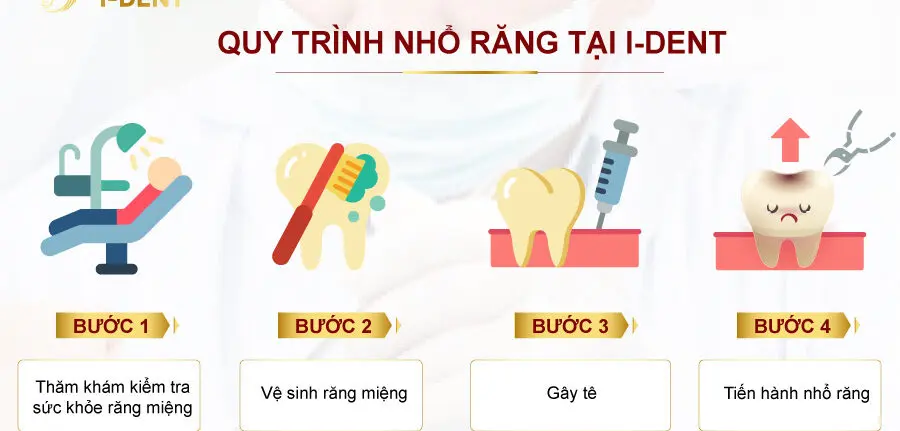 I-DENT
QUY TRÌNH NHỔ RĂNG TẠI I-DENT
BƯỚC 1
BƯỚC 2
BƯỚC 3
BƯỚC 4
Thăm khám kiểm tra
sức khỏe răng miệng
Vệ sinh răng miệng
Gây tê
Tiến hành nhổ răng